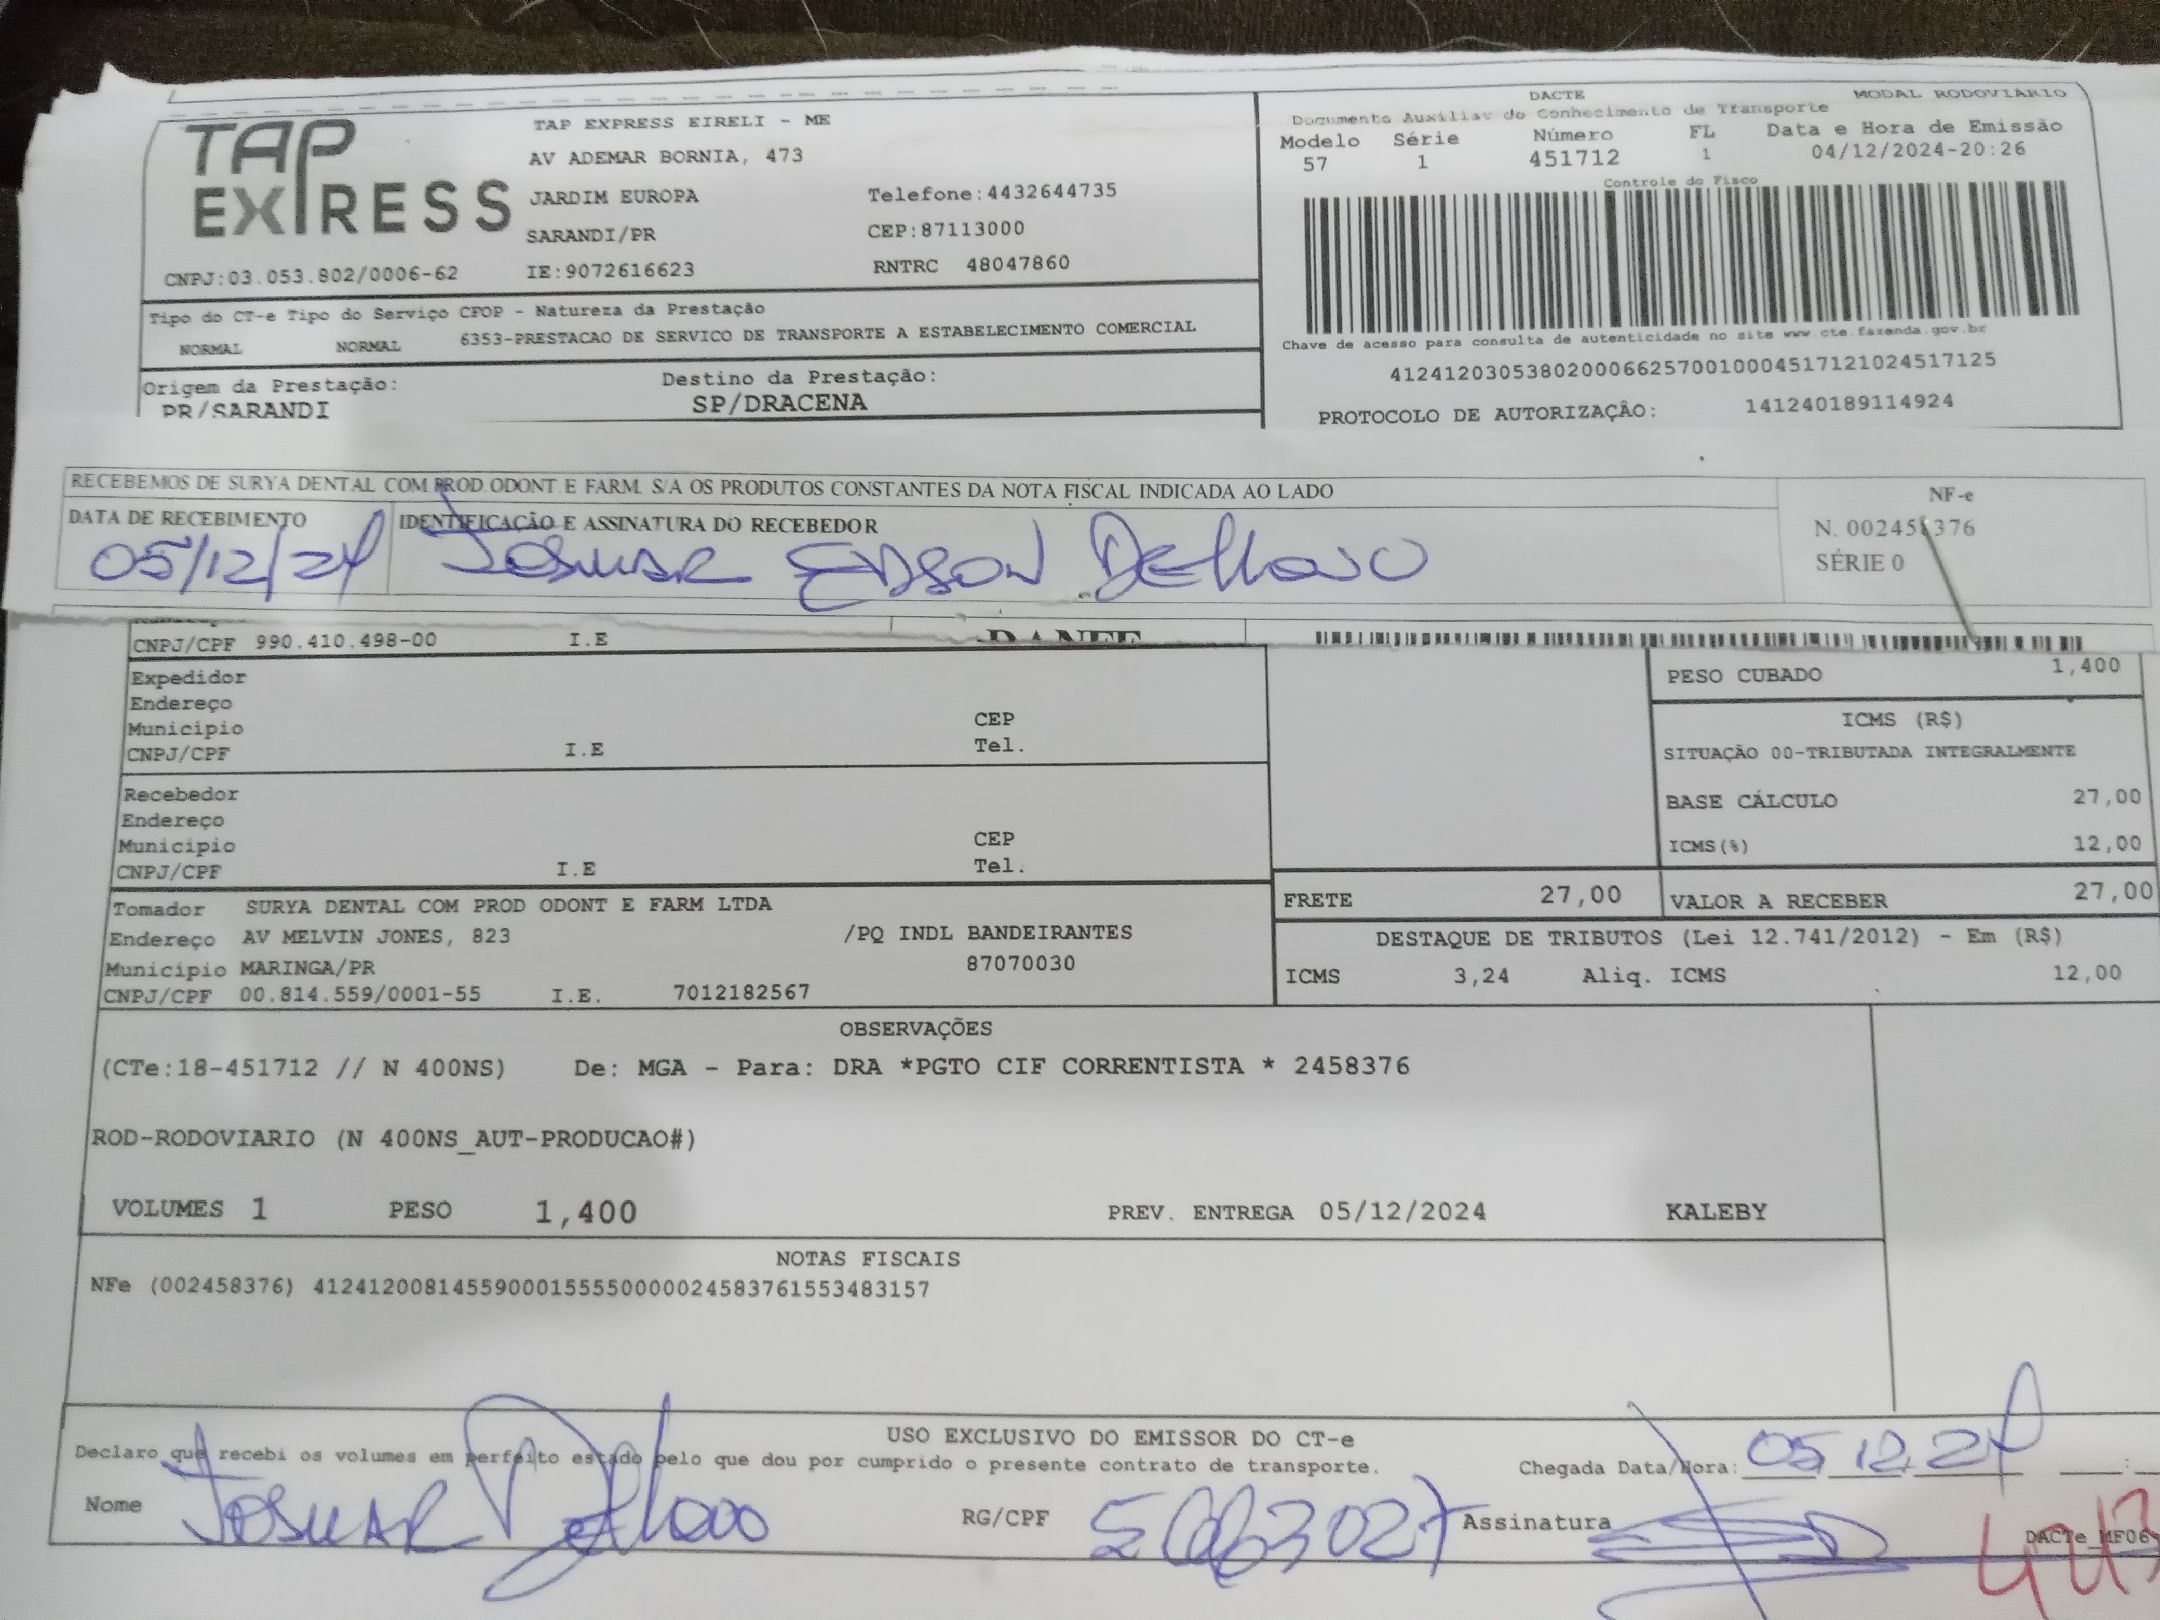 TAP EXPRESS
TAP EXPRESS EIRELI - ME
AV ADEMAR BORNIA, 473
JARDIM EUROPA Telefone:4432644735
SARANDI/PR CEP:87113000
CNPJ:03.053.802/0006-62 IE:9072616623 RNTRC 48047860
DACTE MODAL RODOVIÁRIO
Documento Auxiliar do Conhecimento de Transporte
Modelo Série Número FL Data e Hora de Emissão
57 1 451712 1 04/12/2024-20:26
Controle do Fisco
Chave de acesso para consulta de autenticidade no site www.cte.fazenda.gov.br
41241203053802000662570010004517121024517125
PROTOCOLO DE AUTORIZAÇÃO: 141240189114924
Tipo do CT-e Tipo do Serviço CFOP - Natureza da Prestação
NORMAL NORMAL 6353-PRESTACAO DE SERVICO DE TRANSPORTE A ESTABELECIMENTO COMERCIAL
Origem da Prestação: Destino da Prestação:
PR/SARANDI SP/DRACENA
RECEBEMOS DE SURYA DENTAL COM PROD.ODONT.E FARM. S/A OS PRODUTOS CONSTANTES DA NOTA FISCAL INDICADA AO LADO
DATA DE RECEBIMENTO IDENTIFICAÇÃO E ASSINATURA DO RECEBEDOR
05/12/24 Josmar Edson
NF-e
N. 002458376
SÉRIE 0
DANFE
CNPJ/CPF 990.410.498-00 I.E
Expedidor
Endereço
Município CEP
CNPJ/CPF I.E Tel.
Recebedor
Endereço
Município CEP
CNPJ/CPF I.E Tel.
PESO CUBADO 1,400
ICMS (R$)
SITUAÇÃO 00-TRIBUTADA INTEGRALMENTE
BASE CÁLCULO 27,00
ICMS(%) 12,00
FRETE 27,00 VALOR A RECEBER 27,00
Tomador SURYA DENTAL COM PROD ODONT E FARM LTDA
Endereço AV MELVIN JONES, 823 /PQ INDL BANDEIRANTES
Município MARINGA/PR 87070030
CNPJ/CPF 00.814.559/0001-55 I.E. 7012182567
DESTAQUE DE TRIBUTOS (Lei 12.741/2012) - Em (R$)
ICMS 3,24 Aliq. ICMS 12,00
OBSERVAÇÕES
(CTe:18-451712 // N 400NS) De: MGA - Para: DRA *PGTO CIF CORRENTISTA * 2458376
ROD-RODOVIARIO (N 400NS_AUT-PRODUCAO#)
VOLUMES 1 PESO 1,400 PREV. ENTREGA 05/12/2024 KALEBY
NOTAS FISCAIS
NFe (002458376) 41241200814559000155550000024583761553483157
USO EXCLUSIVO DO EMISSOR DO CT-e
Declaro que recebi os volumes em perfeito estado pelo que dou por cumprido o presente contrato de transporte.
Chegada Data/Hora: 05 12 24 :
Nome Josmar RG/CPF Assinatura